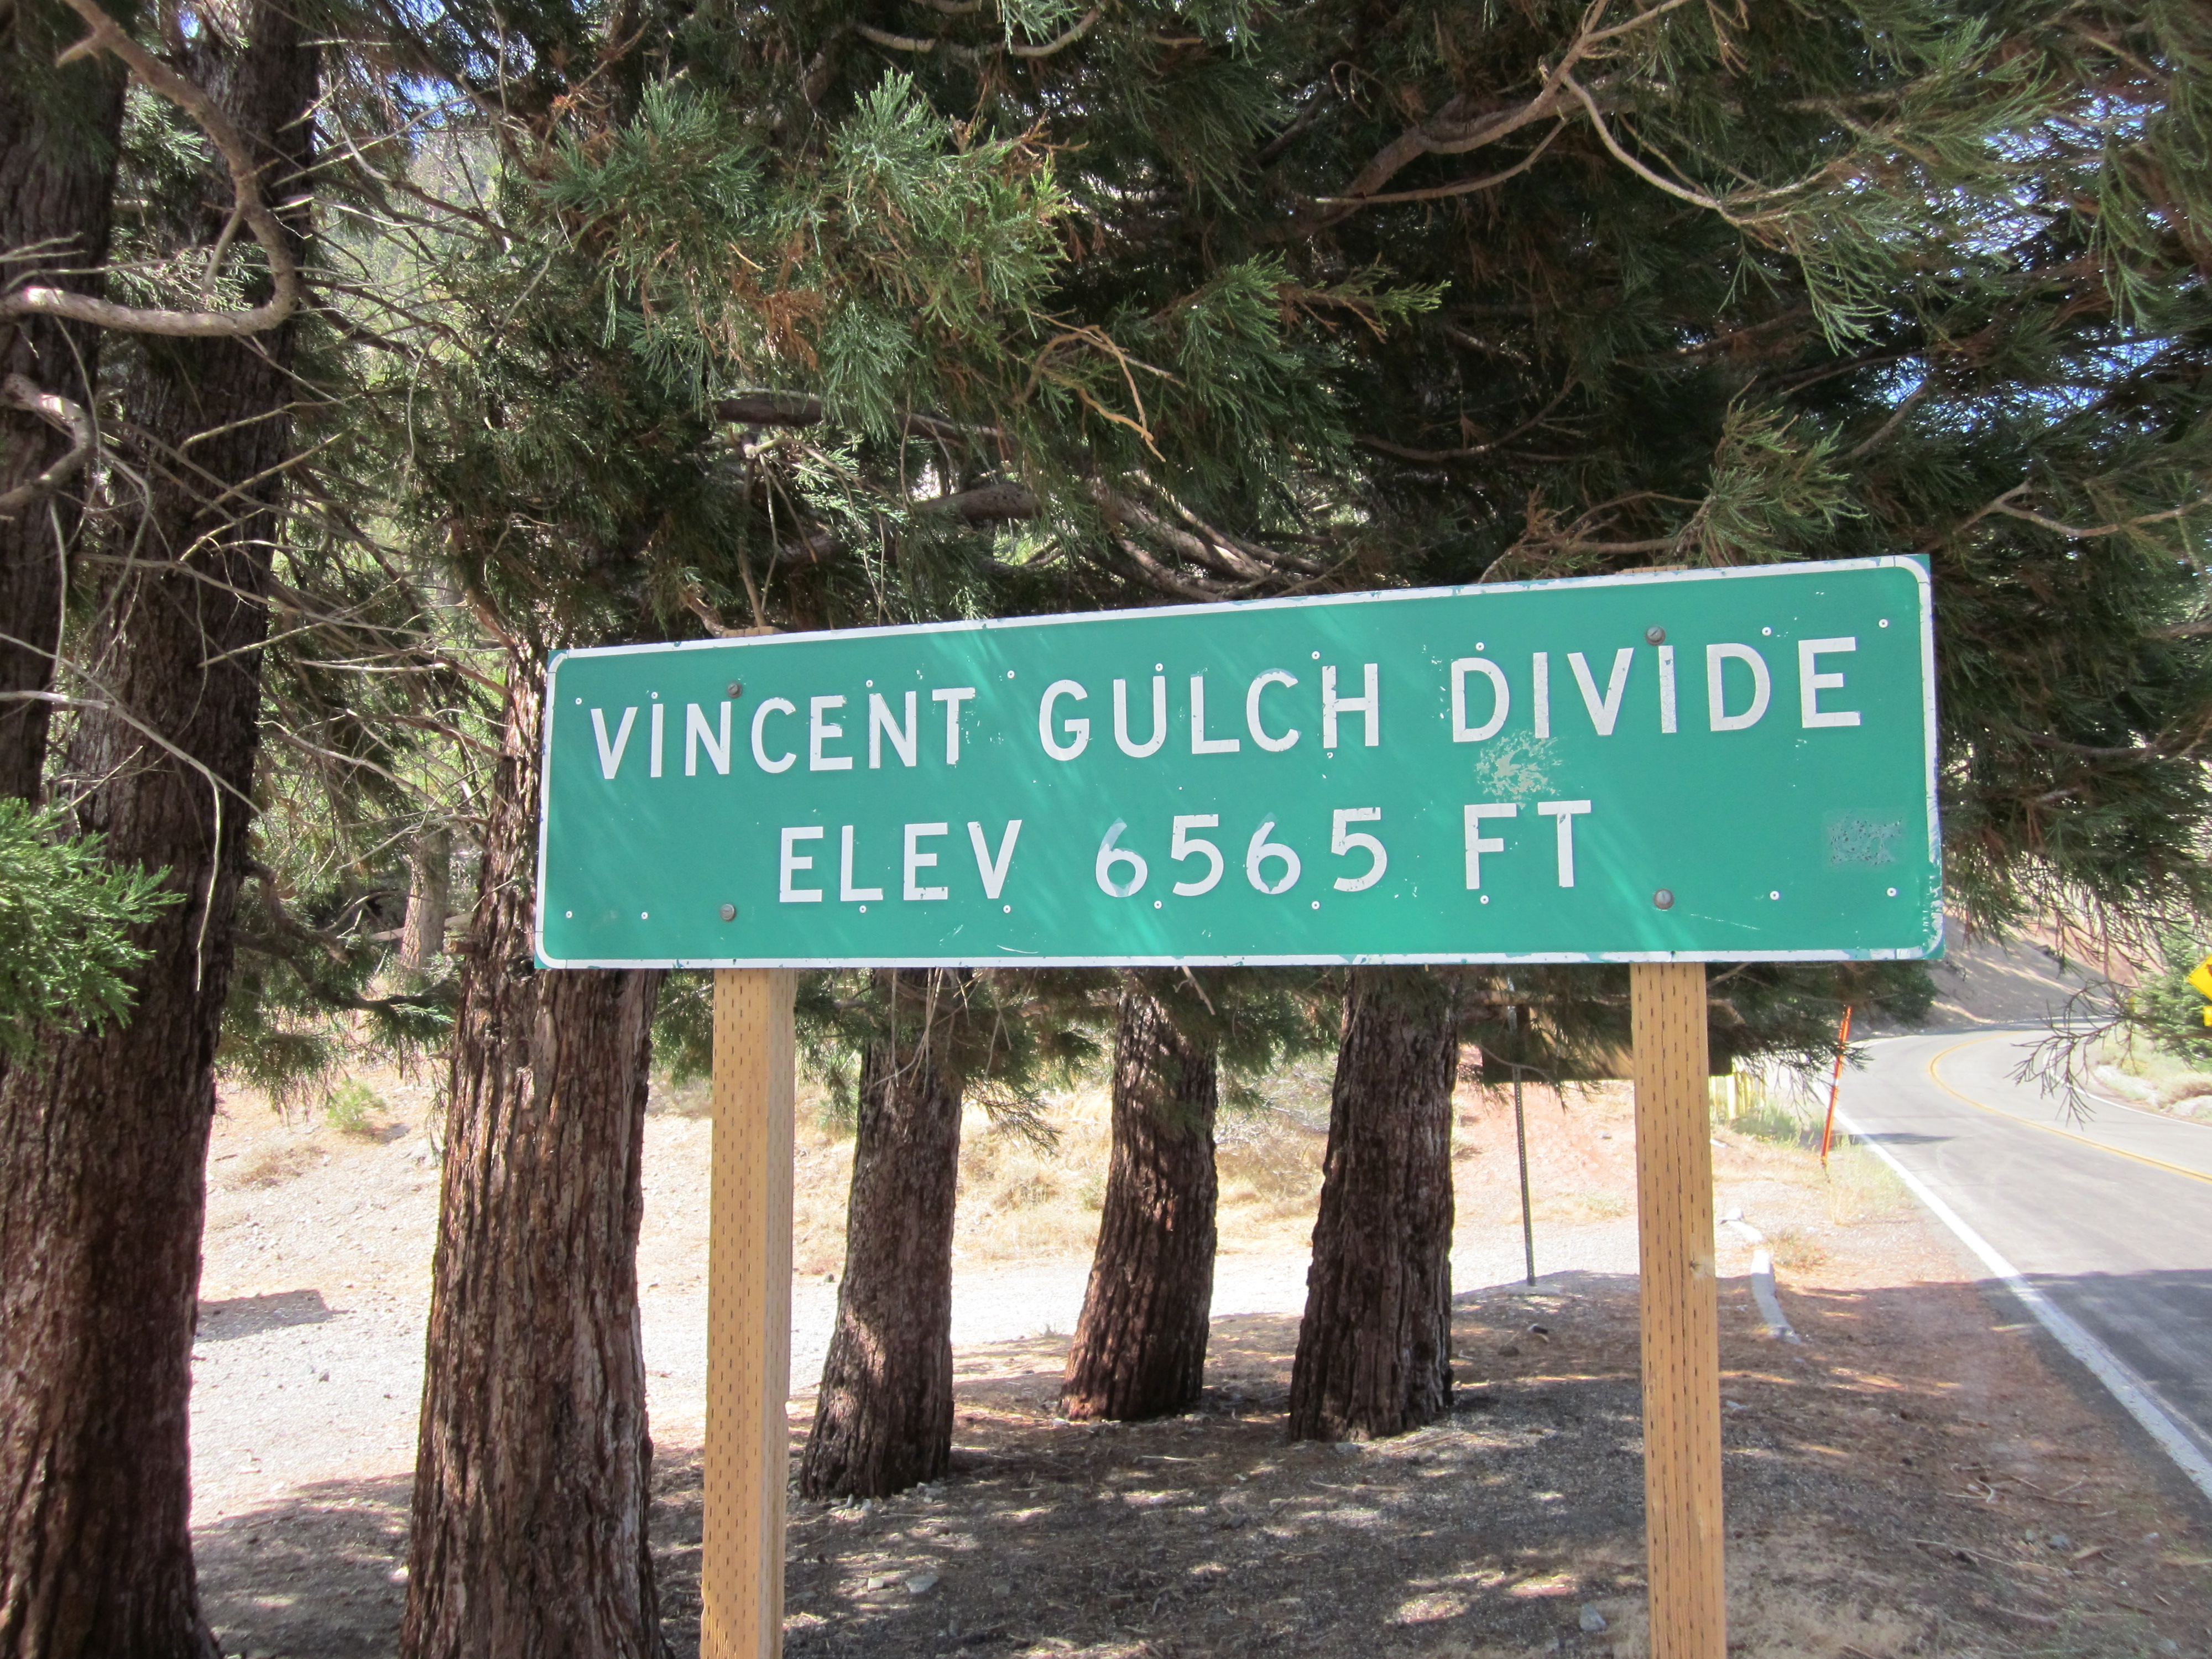 VINCENT GULCH DIVIDE
ELEV 6565 FT